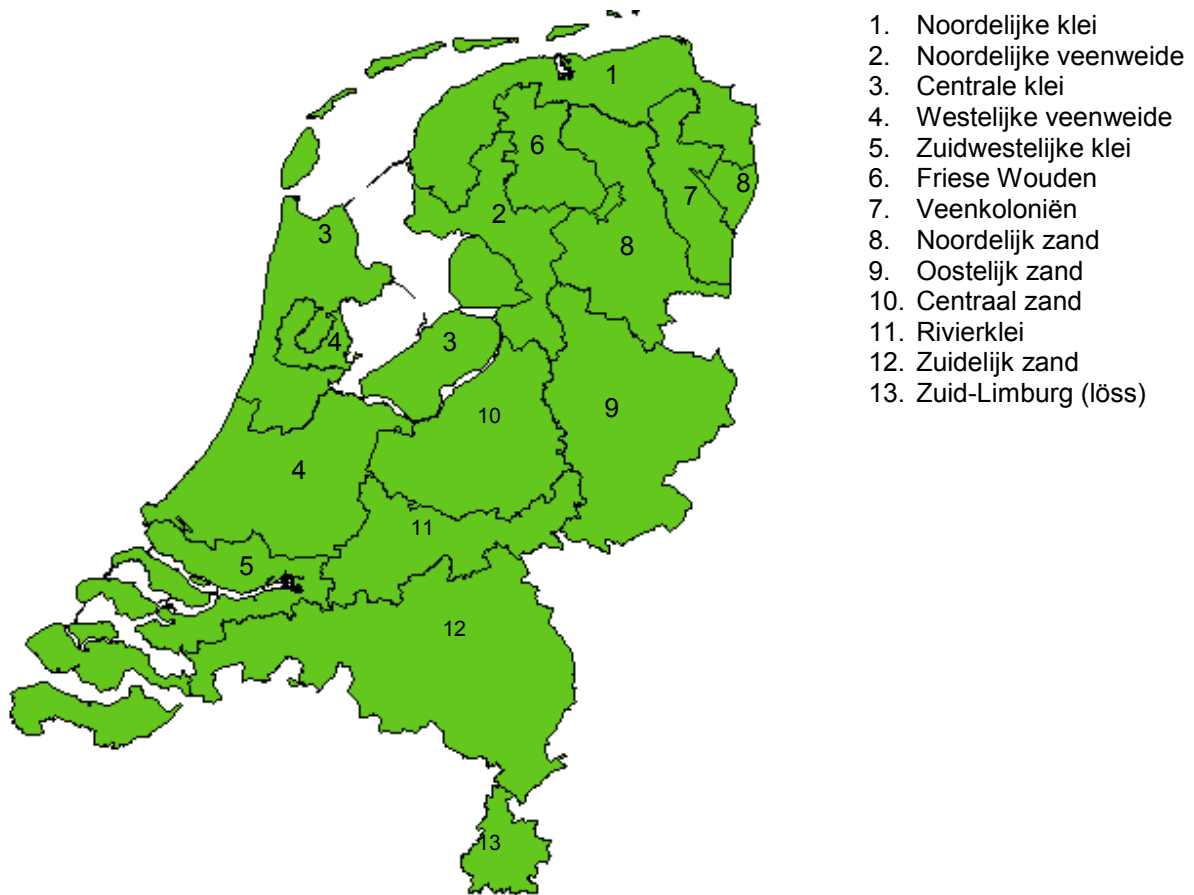 1. Noordelijke klei
2. Noordelijke veenweide
3. Centrale klei
4. Westelijke veenweide
5. Zuidwestelijke klei
6. Friese Wouden
7. Veenkoloniën
8. Noordelijk zand
9. Oostelijk zand
10. Centraal zand
11. Rivierklei
12. Zuidelijk zand
13. Zuid-Limburg (löss)
1
6
7
8
2
3
8
4
3
10
9
4
11
5
12
13